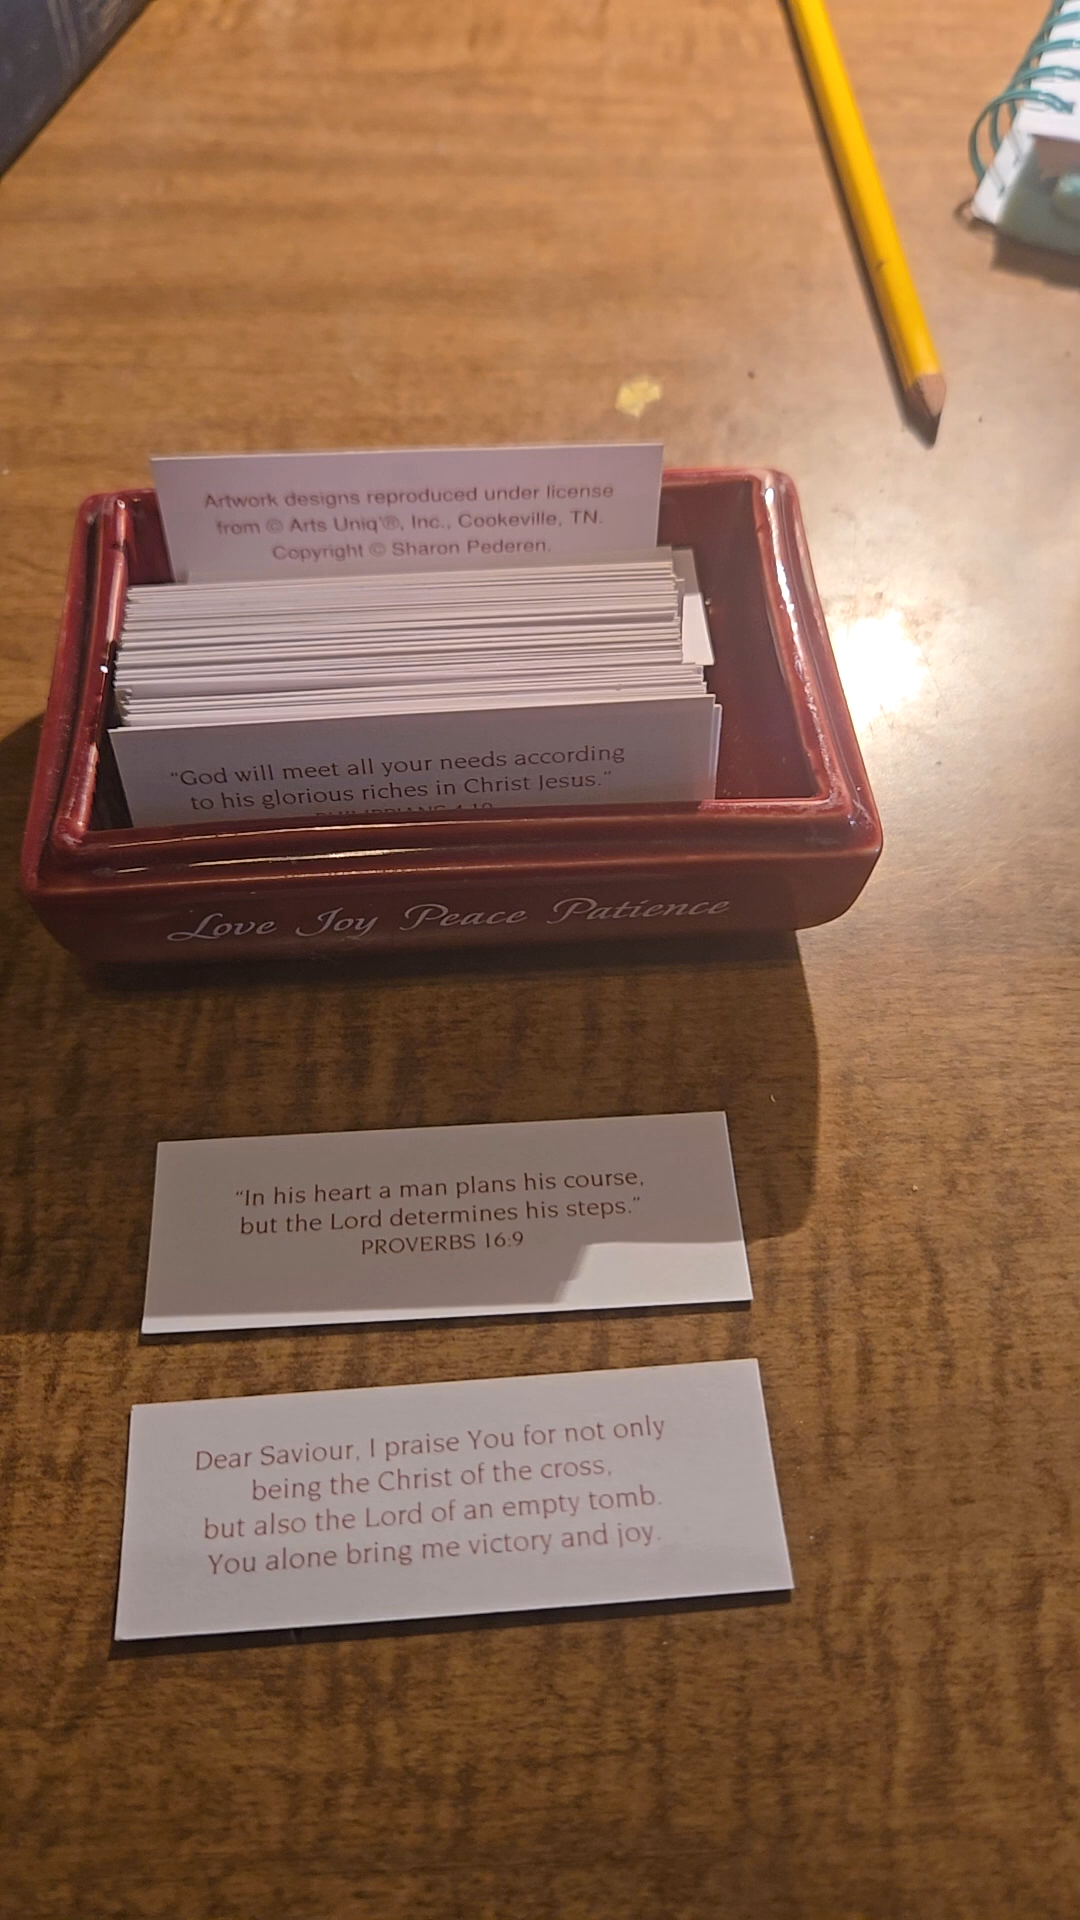 Artwork designs reproduced under license
from © Arts Uniq'®, Inc., Cookeville, TN.
Copyright © Sharon Pederen.
“God will meet all your needs according
to his glorious riches in Christ Jesus.”
PHILIPPIANS 4:19
Love Joy Peace Patience
“In his heart a man plans his course,
but the Lord determines his steps.”
PROVERBS 16:9
Dear Saviour, I praise You for not only
being the Christ of the cross,
but also the Lord of an empty tomb.
You alone bring me victory and joy.